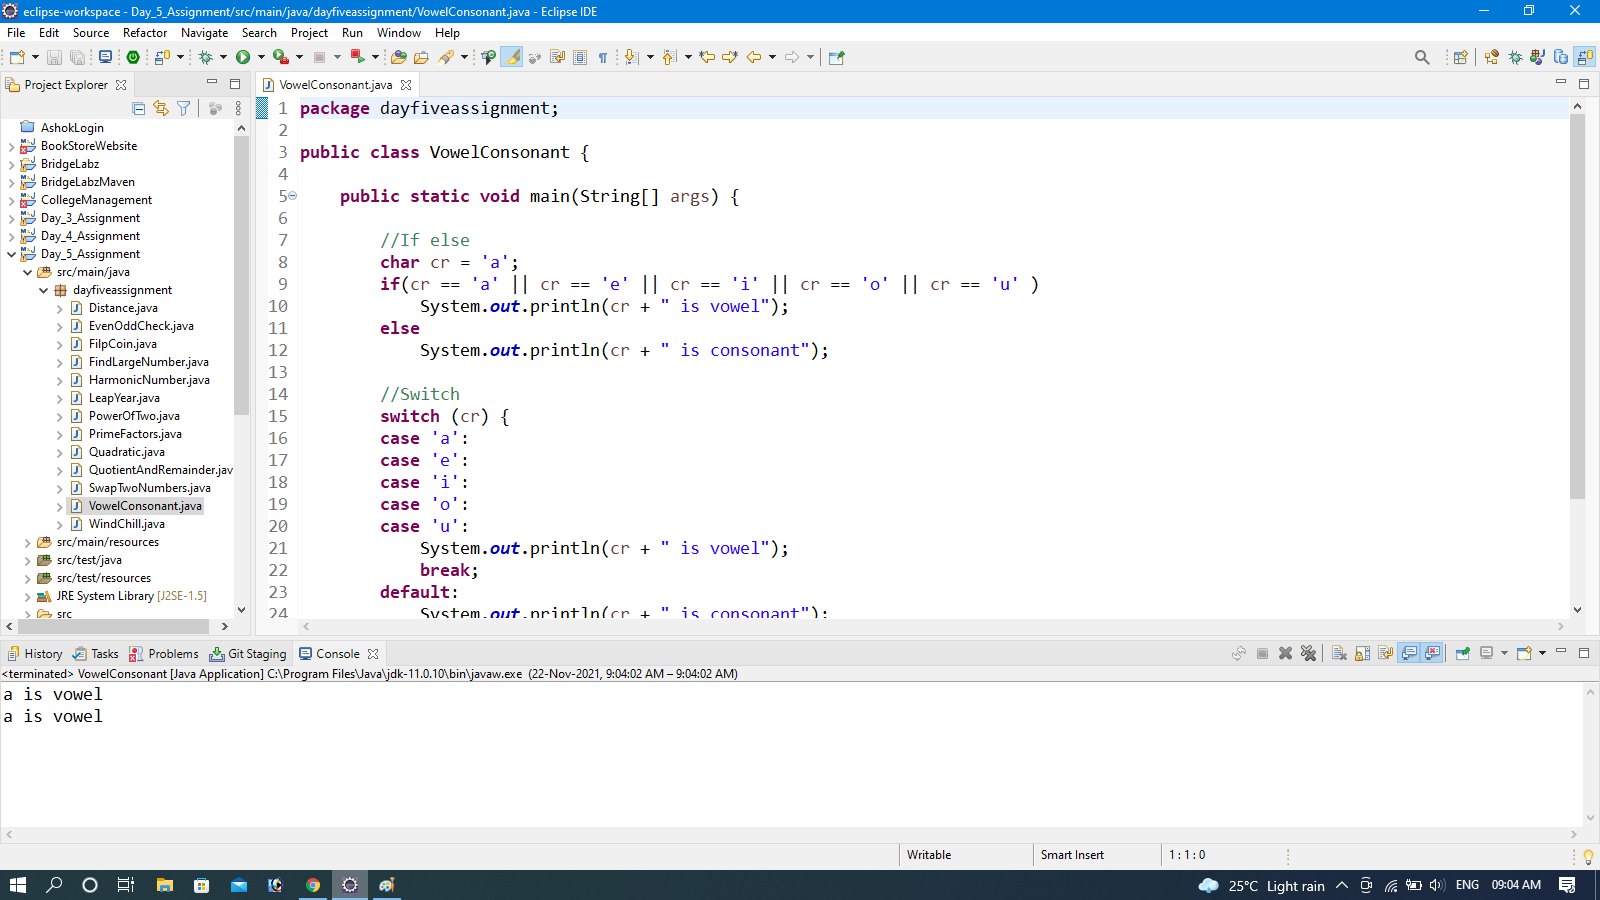 eclipse-workspace - Day_5_Assignment/src/main/java/dayfiveassignment/VowelConsonant.java - Eclipse IDE
File Edit Source Refactor Navigate Search Project Run Window Help
Project Explorer
AshokLogin
BookStoreWebsite
BridgeLabz
BridgeLabzMaven
CollegeManagement
Day_3_Assignment
Day_4_Assignment
Day_5_Assignment
src/main/java
dayfiveassignment
Distance.java
EvenOddCheck.java
FilpCoin.java
FindLargeNumber.java
HarmonicNumber.java
LeapYear.java
PowerOfTwo.java
PrimeFactors.java
Quadratic.java
QuotientAndRemainder.jav
SwapTwoNumbers.java
VowelConsonant.java
WindChill.java
src/main/resources
src/test/java
src/test/resources
JRE System Library [J2SE-1.5]
src
VowelConsonant.java
1 package dayfiveassignment;
2
3 public class VowelConsonant {
4
5 public static void main(String[] args) {
6
7 //If else
8 char cr = 'a';
9 if(cr == 'a' || cr == 'e' || cr == 'i' || cr == 'o' || cr == 'u' )
10 System.out.println(cr + " is vowel");
11 else
12 System.out.println(cr + " is consonant");
13
14 //Switch
15 switch (cr) {
16 case 'a':
17 case 'e':
18 case 'i':
19 case 'o':
20 case 'u':
21 System.out.println(cr + " is vowel");
22 break;
23 default:
24 System.out.println(cr + " is consonant");
History Tasks Problems Git Staging Console
<terminated> VowelConsonant [Java Application] C:\Program Files\Java\jdk-11.0.10\bin\javaw.exe (22-Nov-2021, 9:04:02 AM – 9:04:02 AM)
a is vowel
a is vowel
Writable Smart Insert 1 : 1 : 0
25°C Light rain ENG 09:04 AM